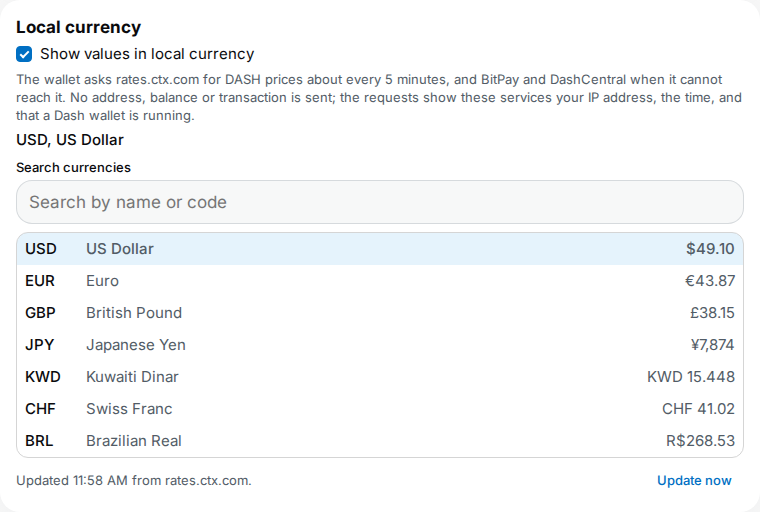 Local currency
Show values in local currency
The wallet asks rates.ctx.com for DASH prices about every 5 minutes, and BitPay and DashCentral when it cannot
reach it. No address, balance or transaction is sent; the requests show these services your IP address, the time, and
that a Dash wallet is running.
USD, US Dollar
Search currencies
Search by name or code
USD US Dollar $49.10
EUR Euro €43.87
GBP British Pound £38.15
JPY Japanese Yen ¥7,874
KWD Kuwaiti Dinar KWD 15.448
CHF Swiss Franc CHF 41.02
BRL Brazilian Real R$268.53
Updated 11:58 AM from rates.ctx.com. Update now